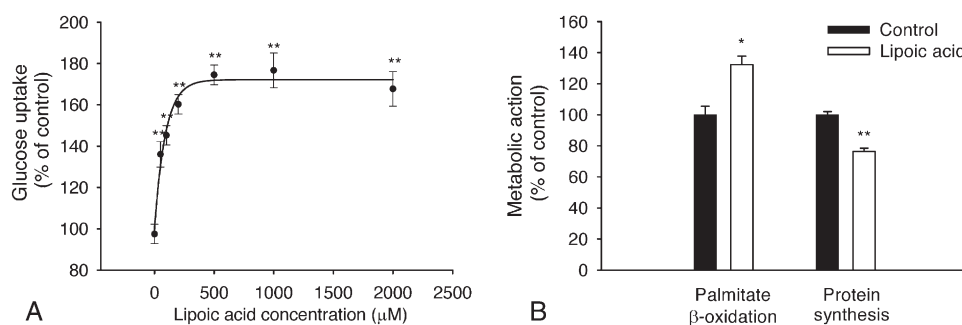 200
180
160
140
120
100
80
Glucose uptake
(% of control)
**
**
**
**
**
**
0
500
1000
1500
2000
2500
Lipoic acid concentration (μM)
A
160
140
120
100
80
60
40
20
0
Metabolic action
(% of control)
Control
Lipoic acid
*
**
Palmitate
β-oxidation
Protein
synthesis
B